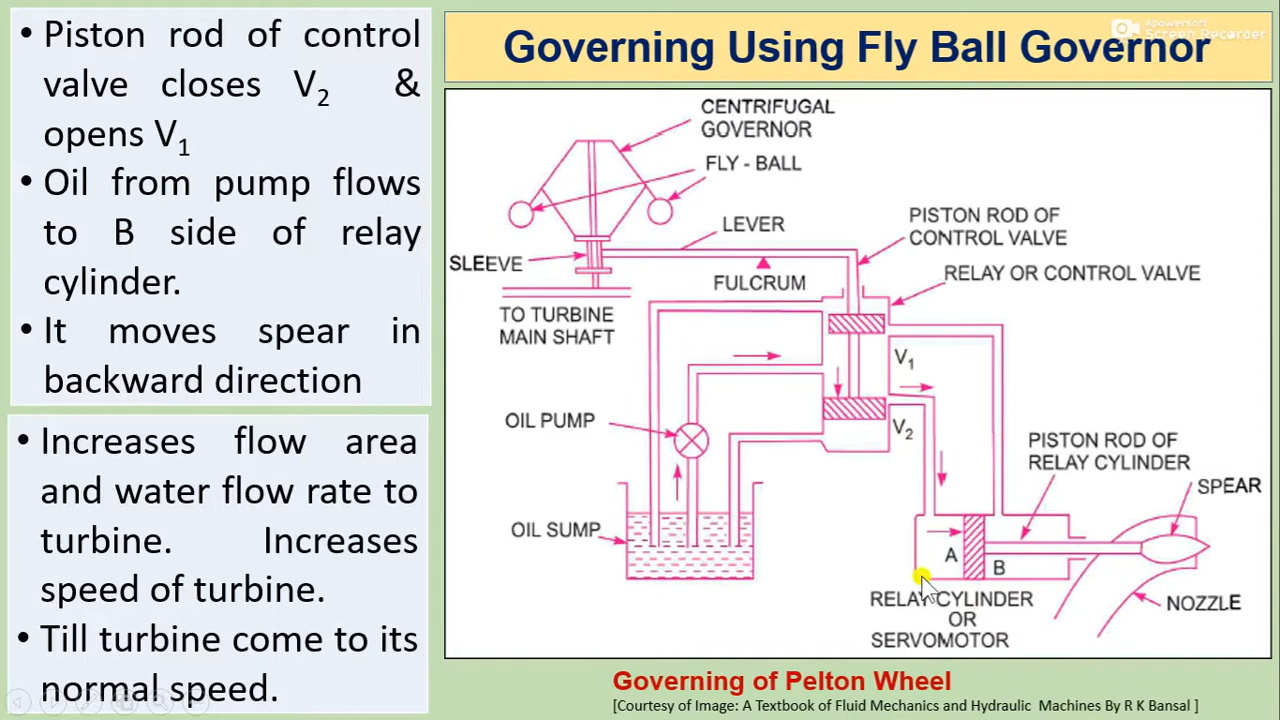 • Piston rod of control
valve closes V₂ &
opens V₁
• Oil from pump flows
to B side of relay
cylinder.
• It moves spear in
backward direction
• Increases flow area
and water flow rate to
turbine. Increases
speed of turbine.
• Till turbine come to its
normal speed.
Governing Using Fly Ball Governor
Apowersoft
Screen Recorder
CENTRIFUGAL
GOVERNOR
FLY - BALL
LEVER
PISTON ROD OF
CONTROL VALVE
SLEEVE
FULCRUM
RELAY OR CONTROL VALVE
TO TURBINE
MAIN SHAFT
V₁
OIL PUMP
V₂
PISTON ROD OF
RELAY CYLINDER
SPEAR
OIL SUMP
A
B
RELAY CYLINDER
OR
SERVOMOTOR
NOZZLE
Governing of Pelton Wheel
[Courtesy of Image: A Textbook of Fluid Mechanics and Hydraulic Machines By R K Bansal ]